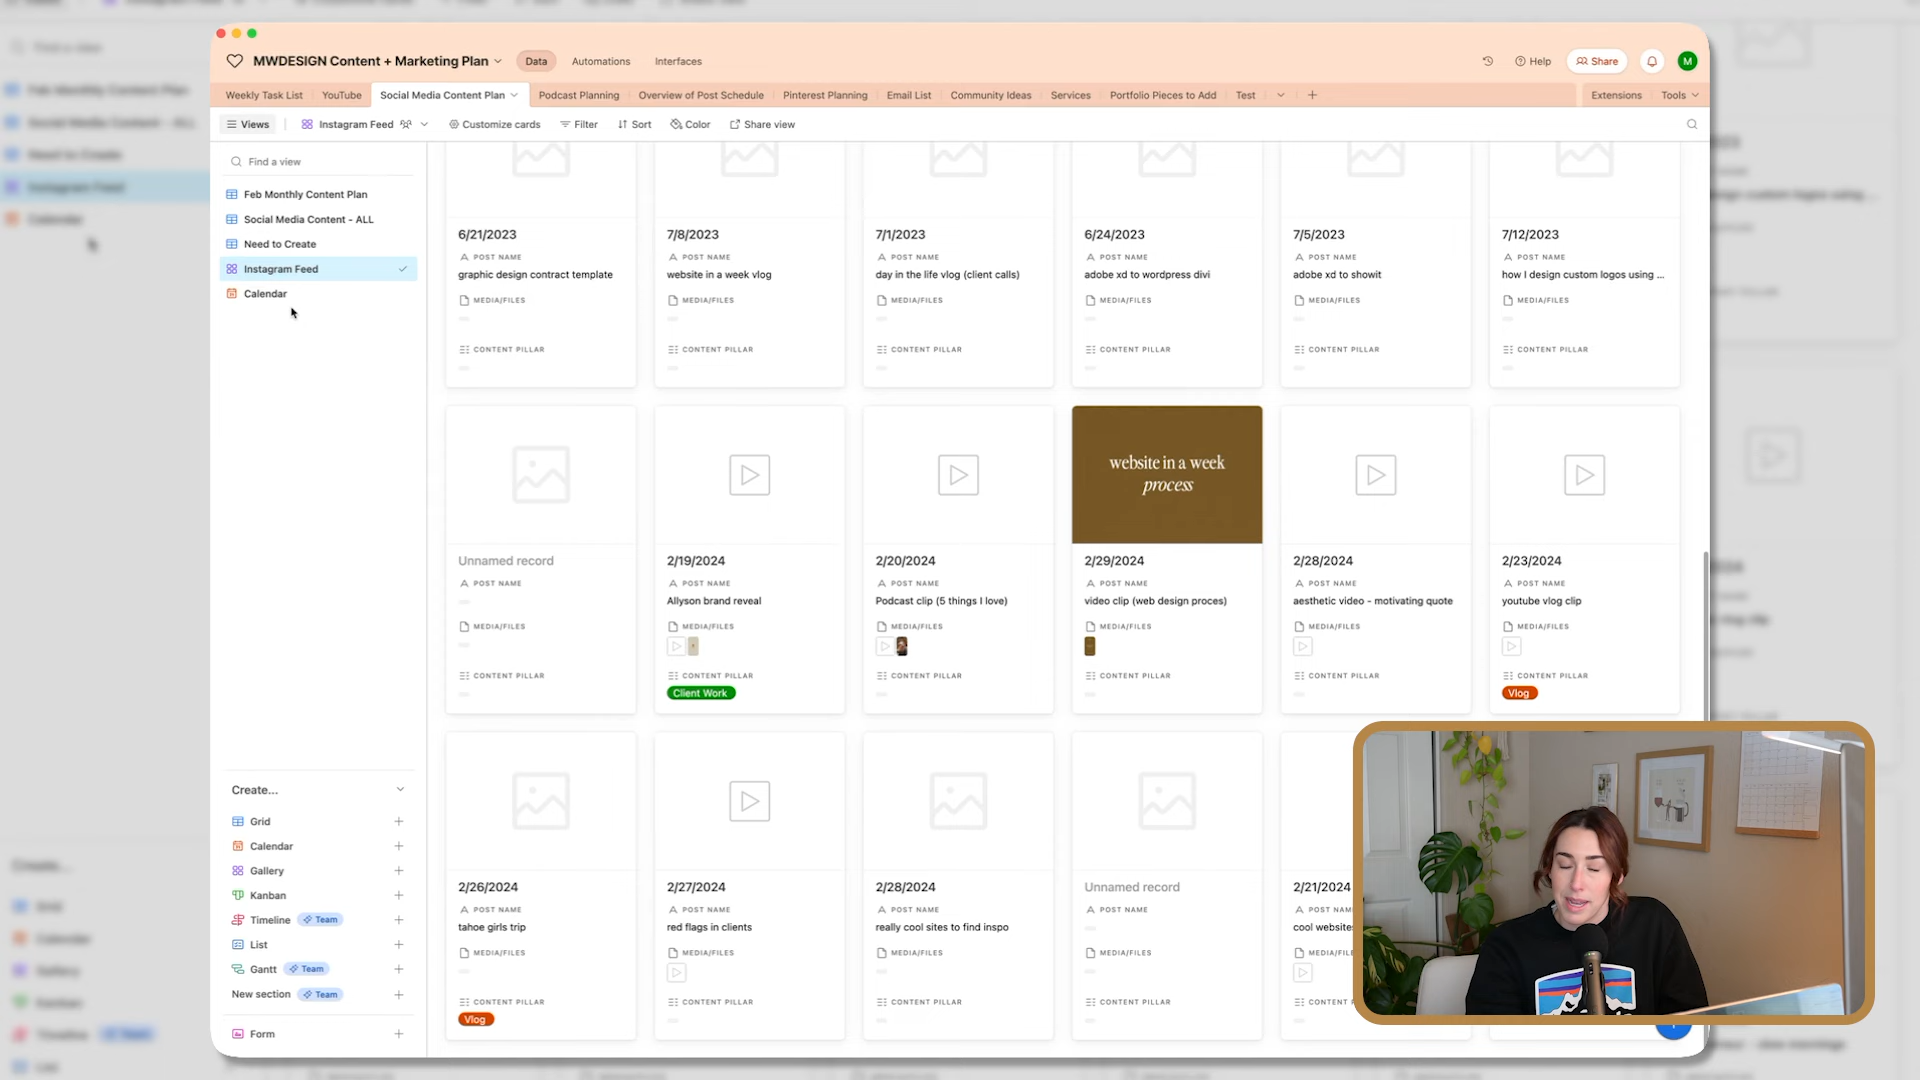 MWDESIGN Content + Marketing Plan Data Automations Interfaces Help Share M
Weekly Task List YouTube Social Media Content Plan Podcast Planning Overview of Post Schedule Pinterest Planning Email List Community Ideas Services Portfolio Pieces to Add Test Extensions Tools
Views Instagram Feed Customize cards Filter Sort Color Share view
Find a view
Feb Monthly Content Plan
Social Media Content - ALL
Need to Create
Instagram Feed
Calendar
Create...
Grid
Calendar
Gallery
Kanban
Timeline Team
List
Gantt Team
New section Team
Form
6/21/2023 7/8/2023 7/1/2023 6/24/2023 7/5/2023 7/12/2023
POST NAME POST NAME POST NAME POST NAME POST NAME POST NAME
graphic design contract template website in a week vlog day in the life vlog (client calls) adobe xd to wordpress divi adobe xd to showit how I design custom logos using ...
MEDIA/FILES MEDIA/FILES MEDIA/FILES MEDIA/FILES MEDIA/FILES MEDIA/FILES
CONTENT PILLAR CONTENT PILLAR CONTENT PILLAR CONTENT PILLAR CONTENT PILLAR CONTENT PILLAR
website in a week
process
Unnamed record 2/19/2024 2/20/2024 2/29/2024 2/28/2024 2/23/2024
POST NAME POST NAME POST NAME POST NAME POST NAME POST NAME
Allyson brand reveal Podcast clip (5 things I love) video clip (web design proces) aesthetic video - motivating quote youtube vlog clip
MEDIA/FILES MEDIA/FILES MEDIA/FILES MEDIA/FILES MEDIA/FILES MEDIA/FILES
CONTENT PILLAR CONTENT PILLAR CONTENT PILLAR CONTENT PILLAR CONTENT PILLAR CONTENT PILLAR
Client Work Vlog
2/26/2024 2/27/2024 2/28/2024 Unnamed record 2/21/2024
POST NAME POST NAME POST NAME POST NAME POST NAM
tahoe girls trip red flags in clients really cool sites to find inspo cool websites
MEDIA/FILES MEDIA/FILES MEDIA/FILES MEDIA/FILES MEDIA/FILE
CONTENT PILLAR CONTENT PILLAR CONTENT PILLAR CONTENT PILLAR CONTENT
Vlog